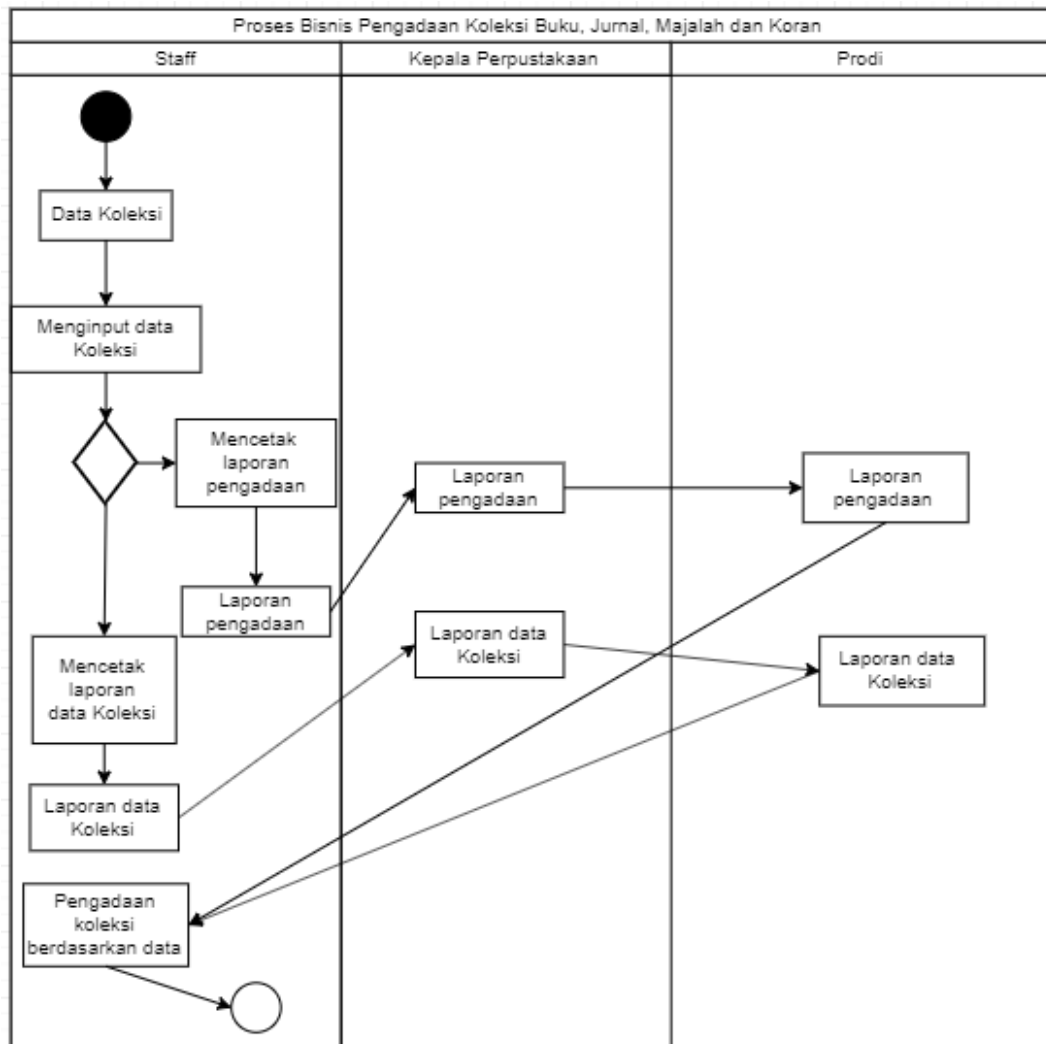 Proses Bisnis Pengadaan Koleksi Buku, Jurnal, Majalah dan Koran
Staff
Kepala Perpustakaan
Prodi
Data Koleksi
Menginput data
Koleksi
Mencetak
laporan
pengadaan
Laporan
pengadaan
Laporan
pengadaan
Laporan
pengadaan
Laporan data
Koleksi
Laporan data
Koleksi
Mencetak
laporan
data Koleksi
Laporan data
Koleksi
Pengadaan
koleksi
berdasarkan data